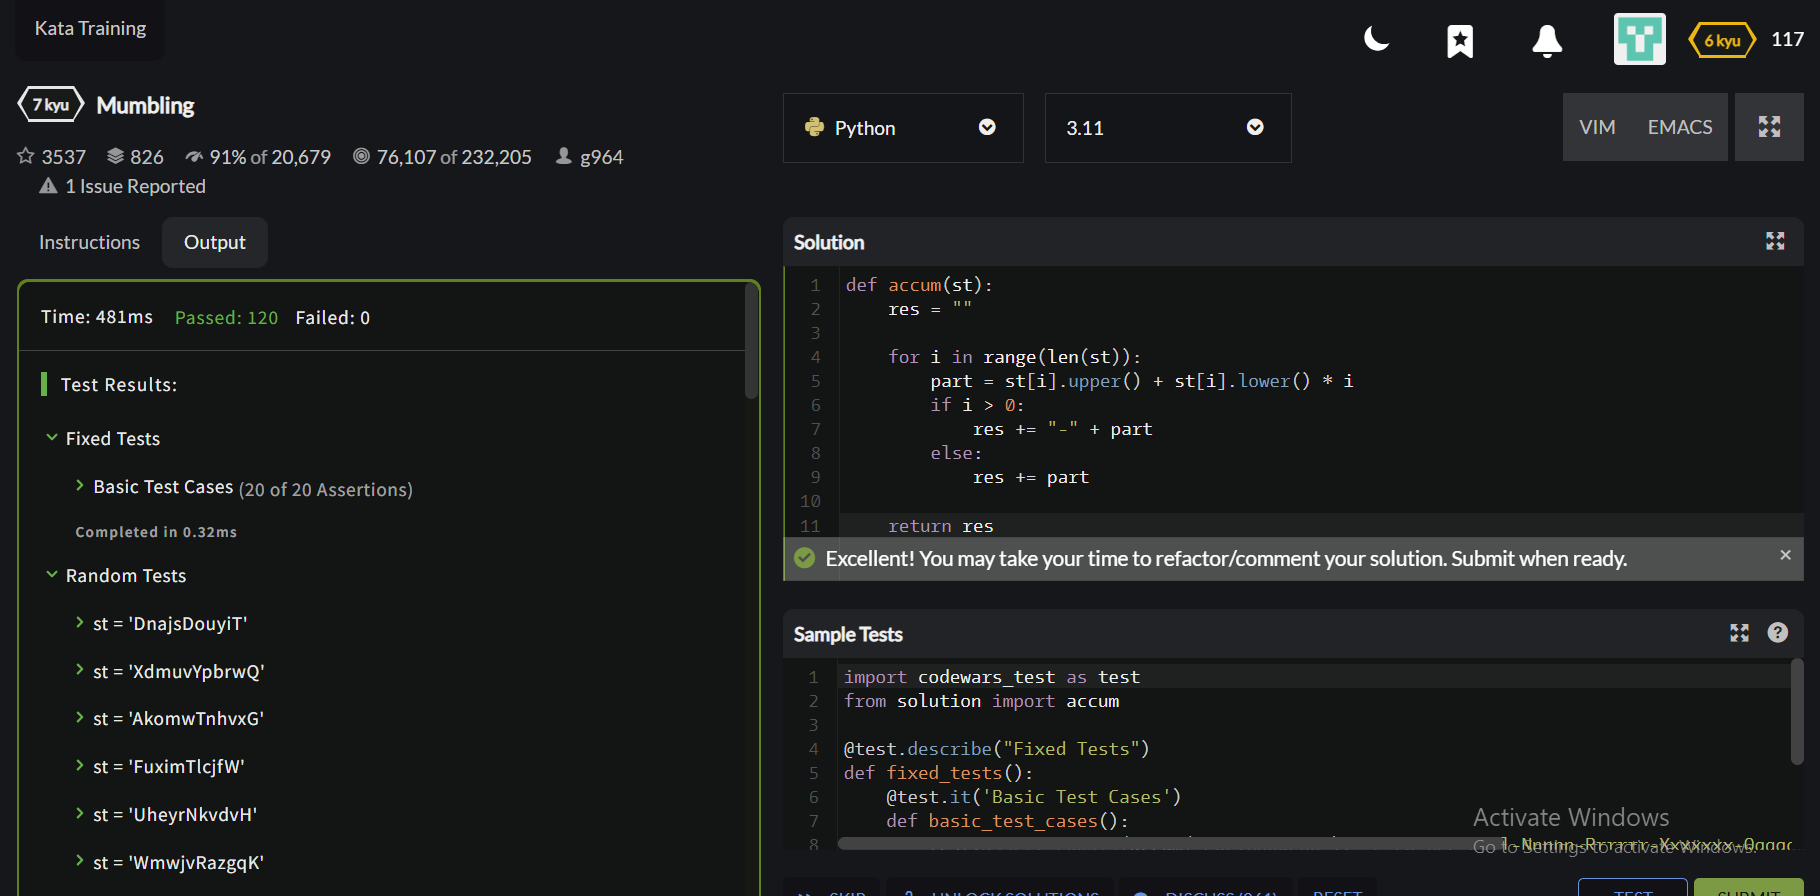 Kata Training
6 kyu 117
7 kyu Mumbling
3537 826 91% of 20,679 76,107 of 232,205 g964
1 Issue Reported
Python 3.11 VIM EMACS
Instructions Output
Time: 481ms Passed: 120 Failed: 0
Test Results:
Fixed Tests
Basic Test Cases (20 of 20 Assertions)
Completed in 0.32ms
Random Tests
st = 'DnajsDouyiT'
st = 'XdmuvYpbrwQ'
st = 'AkomwTnhvxG'
st = 'FuximTlcjfW'
st = 'UheyrNkvdvH'
st = 'WmwjvRazgqK'
Solution
1 def accum(st):
2     res = ""
3
4     for i in range(len(st)):
5         part = st[i].upper() + st[i].lower() * i
6         if i > 0:
7             res += "-" + part
8         else:
9             res += part
10
11     return res
Excellent! You may take your time to refactor/comment your solution. Submit when ready. ×
Sample Tests
1 import codewars_test as test
2 from solution import accum
3
4 @test.describe("Fixed Tests")
5 def fixed_tests():
6     @test.it('Basic Test Cases')
7     def basic_test_cases():
8
Activate Windows
Go to Settings to activate Windows.
SKIP UNLOCK SOLUTIONS DISCUSS RESET TEST SUBMIT